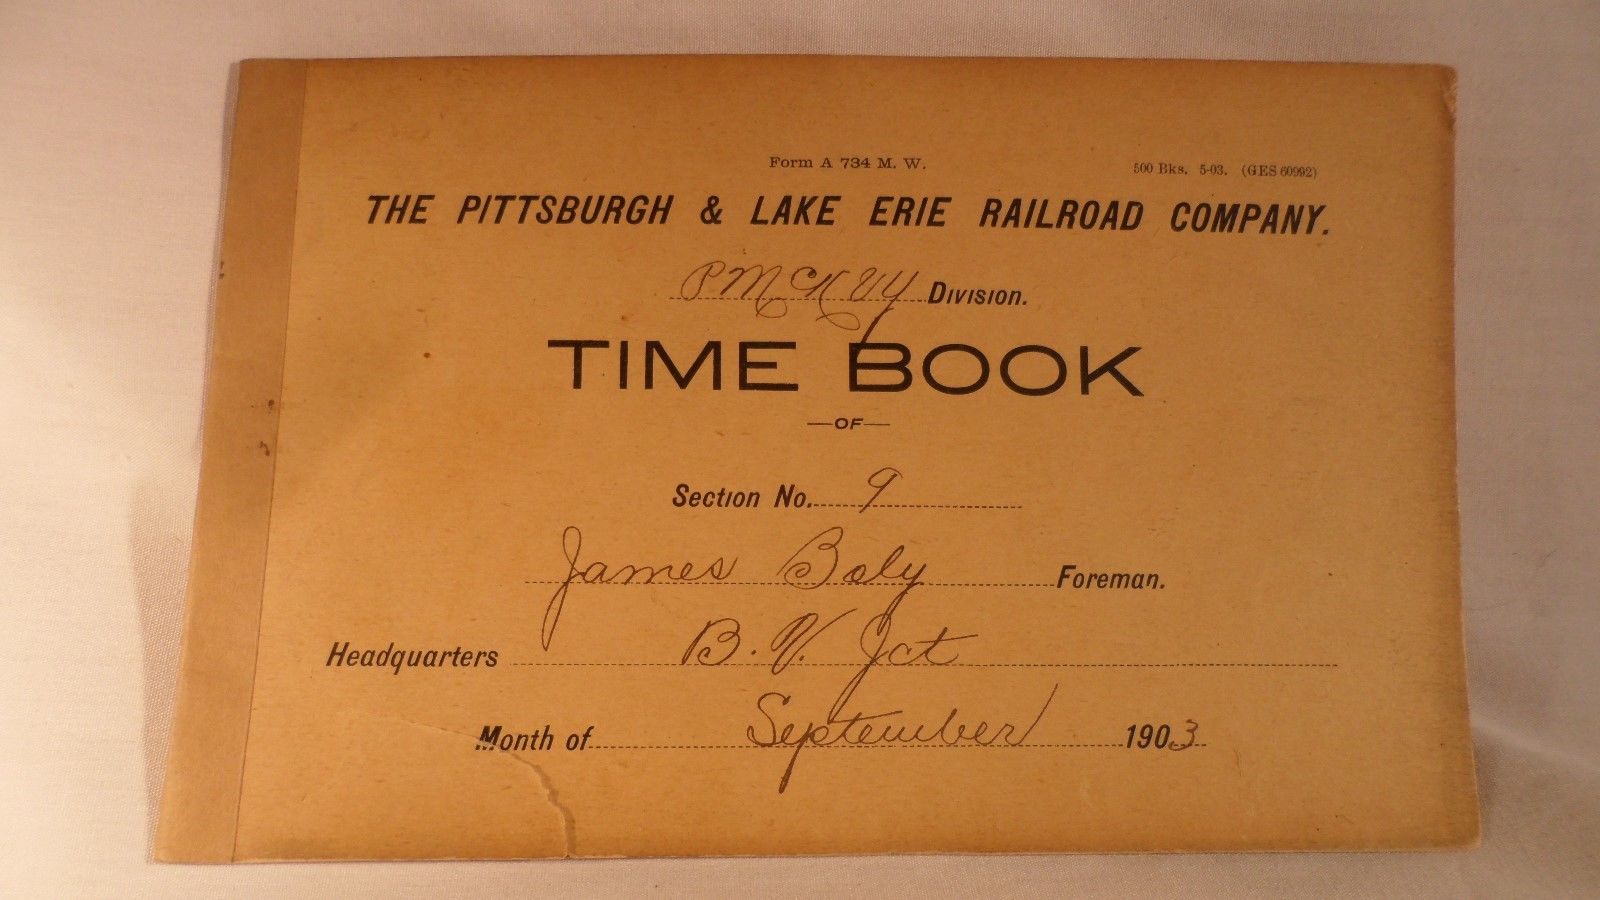 Form A 734 M. W.
500 Bks. 5-03. (GES 60992)
THE PITTSBURGH & LAKE ERIE RAILROAD COMPANY.
PMcK&Y Division.
TIME BOOK
—OF—
Section No. 9
James Boly Foreman.
Headquarters B. V. Jct
Month of September 1903